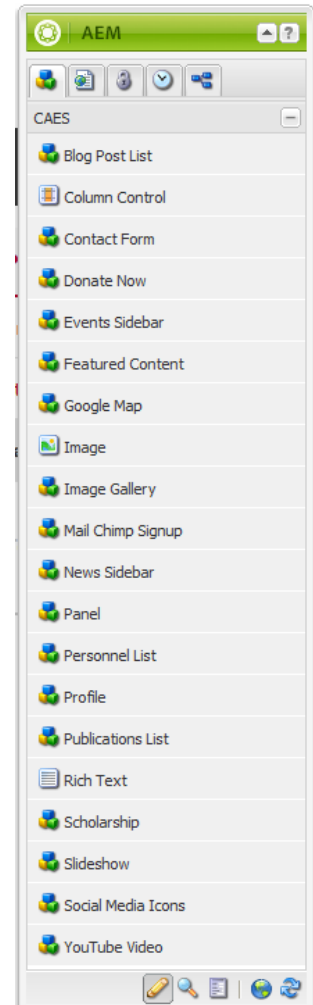 AEM
?
CAES
Blog Post List
Column Control
Contact Form
Donate Now
Events Sidebar
Featured Content
Google Map
Image
Image Gallery
Mail Chimp Signup
News Sidebar
Panel
Personnel List
Profile
Publications List
Rich Text
Scholarship
Slideshow
Social Media Icons
YouTube Video